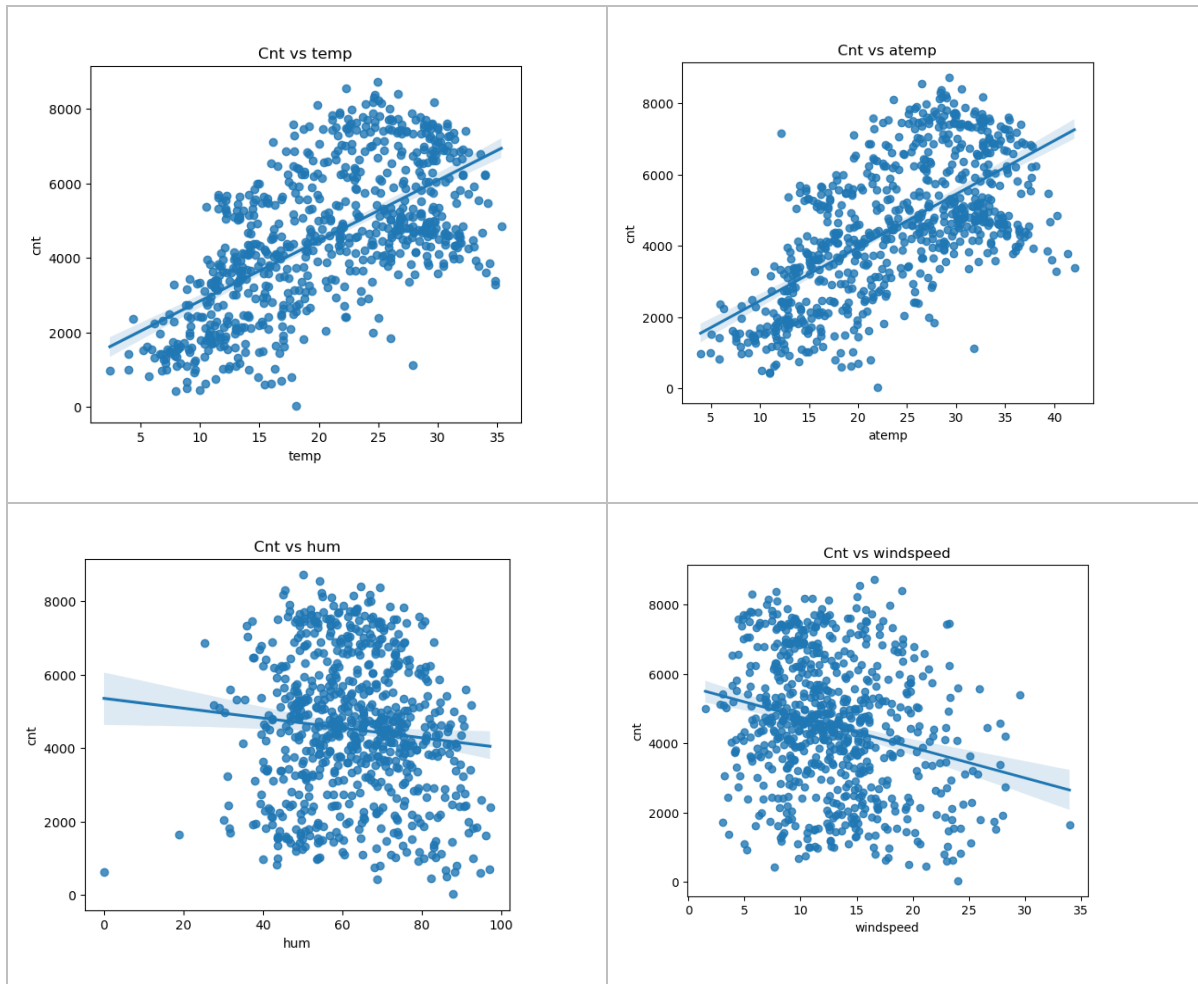 Cnt vs temp
8000
6000
4000
2000
0
cnt
5 10 15 20 25 30 35
temp
Cnt vs atemp
8000
6000
4000
2000
0
cnt
5 10 15 20 25 30 35 40
atemp
Cnt vs hum
8000
6000
4000
2000
0
cnt
0 20 40 60 80 100
hum
Cnt vs windspeed
8000
6000
4000
2000
0
cnt
0 5 10 15 20 25 30 35
windspeed